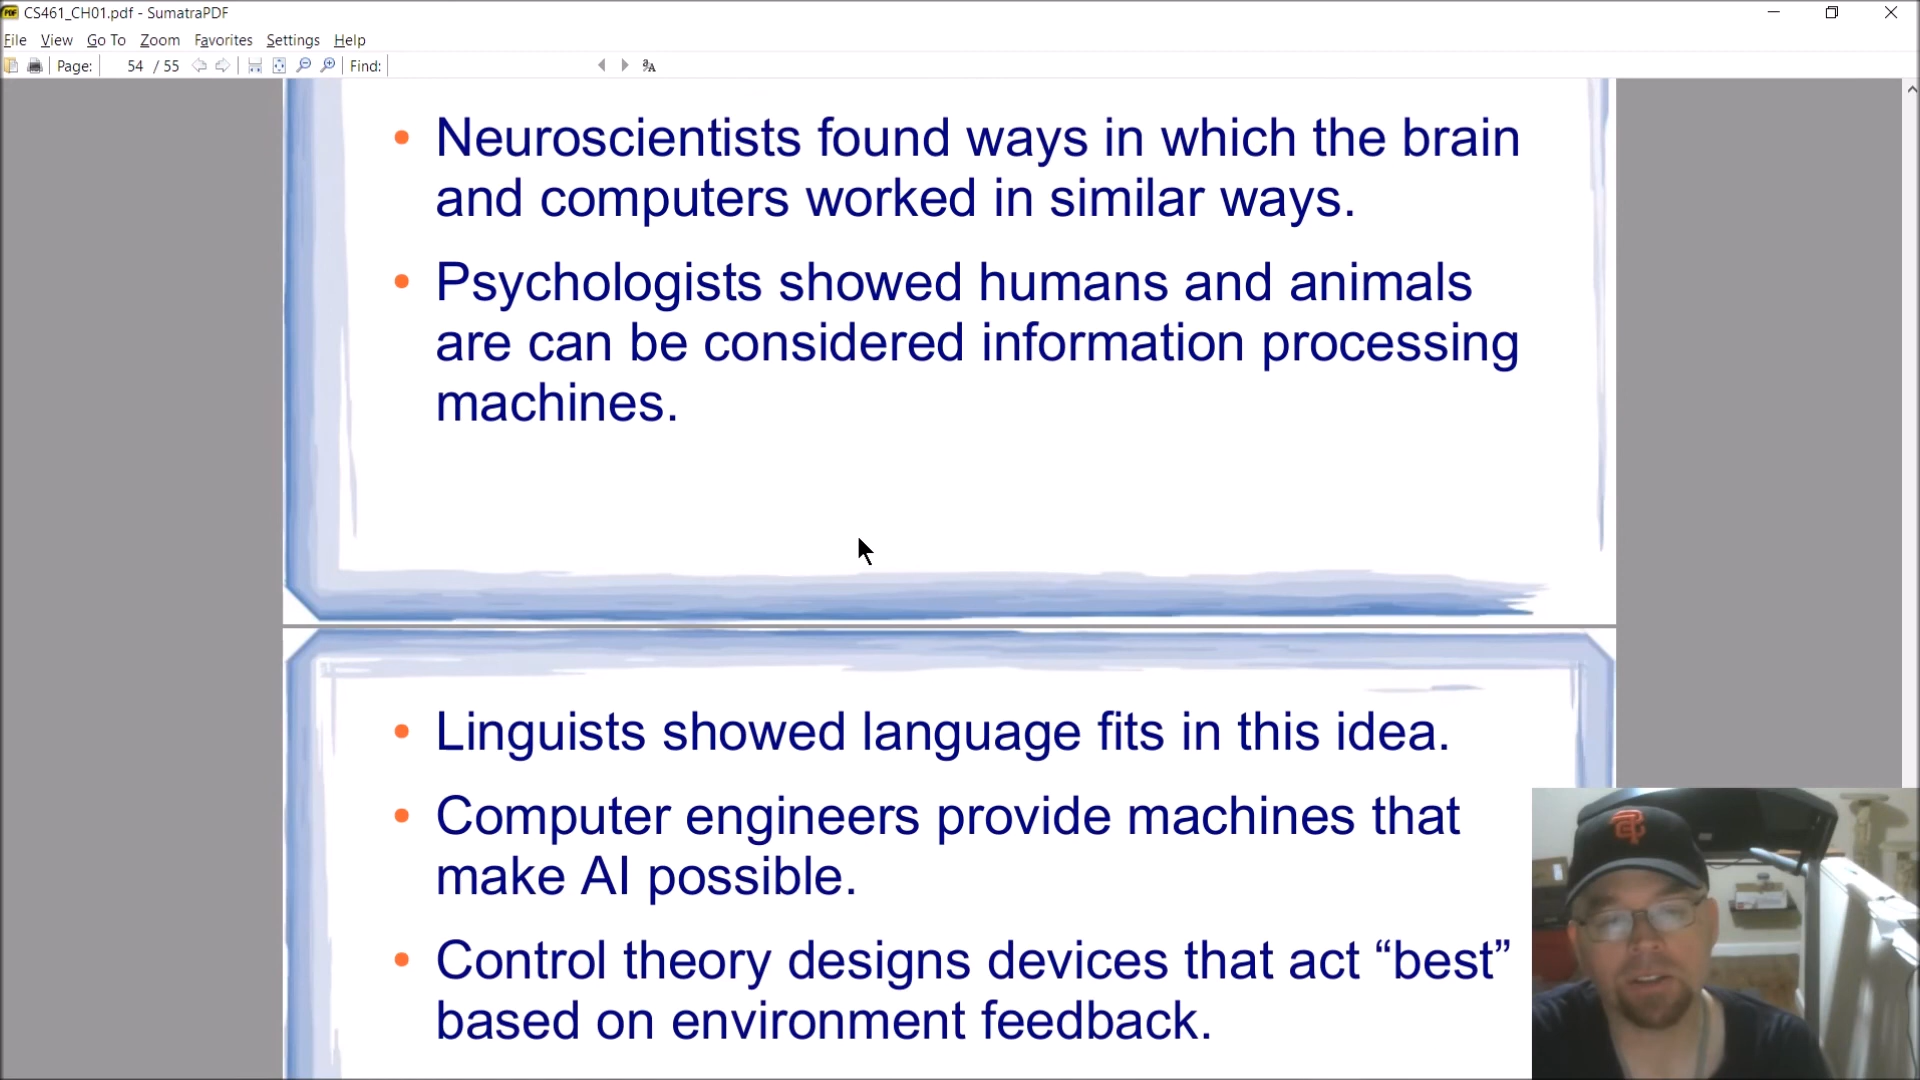 CS461_CH01.pdf - SumatraPDF
File View Go To Zoom Favorites Settings Help
Page: 54 / 55 Find:
• Neuroscientists found ways in which the brain
and computers worked in similar ways.
• Psychologists showed humans and animals
are can be considered information processing
machines.
• Linguists showed language fits in this idea.
• Computer engineers provide machines that
make AI possible.
• Control theory designs devices that act “best”
based on environment feedback.